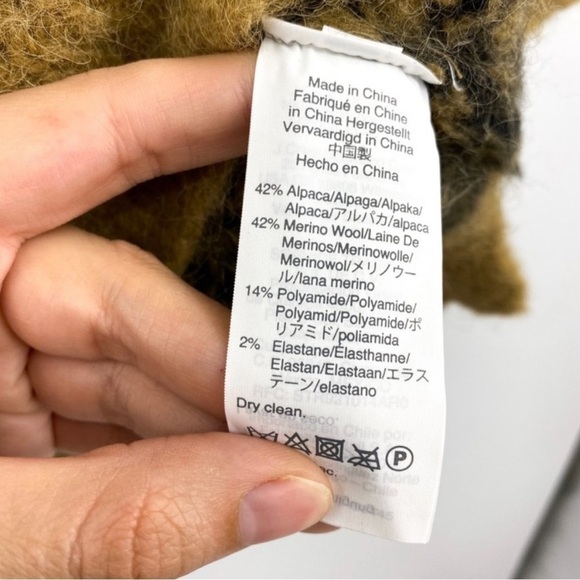 Made in China
Fabriqué en Chine
in China Hergestellt
Vervaardigd in China
中国製
Hecho en China
42% Alpaca/Alpaga/Alpaka/
Alpaca/アルパカ/alpaca
42% Merino Wool/Laine De
Merinos/Merinowolle/
Merinowol/メリノウー
ル/lana merino
14% Polyamide/Polyamide/
Polyamid/Polyamide/ポ
リアミド/poliamida
2% Elastane/Élasthanne/
Elastan/Elastaan/エラス
テーン/elastano
Dry clean.
P